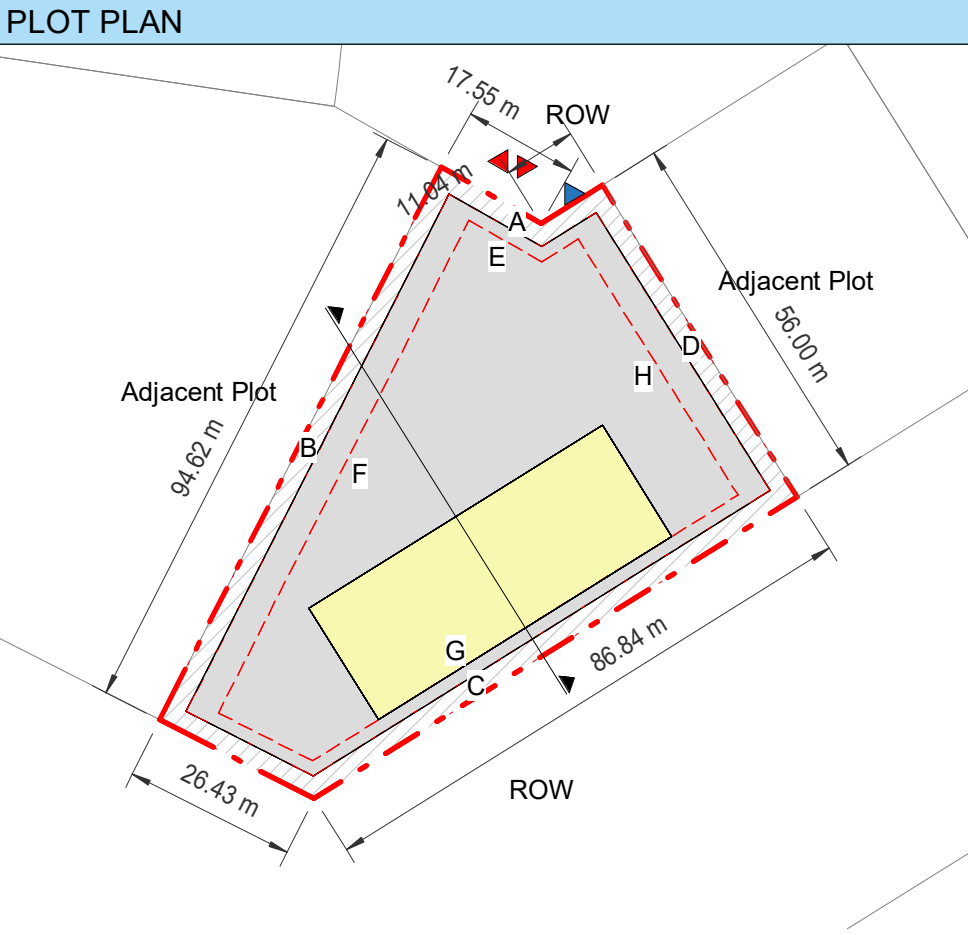 PLOT PLAN
17.55 m
ROW
11.04 m
A
E
Adjacent Plot
56.00 m
D
H
Adjacent Plot
B
94.62 m
F
G
C
86.84 m
26.43 m
ROW